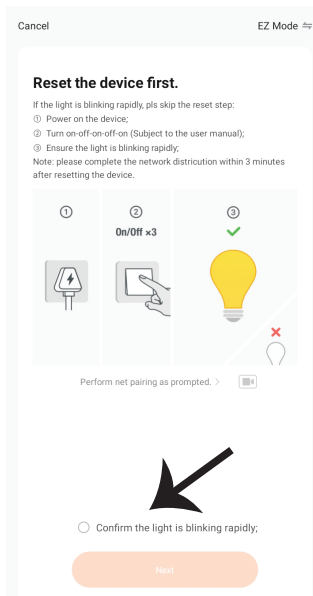 Cancel
EZ Mode
Reset the device first.
If the light is blinking rapidly, pls skip the reset step:
① Power on the device;
② Turn on-off-on-off-on (Subject to the user manual);
③ Ensure the light is blinking rapidly;
Note: please complete the network districution within 3 minutes
after resetting the device.
①
②
③
On/Off ×3
Perform net pairing as prompted. >
Confirm the light is blinking rapidly;
Next